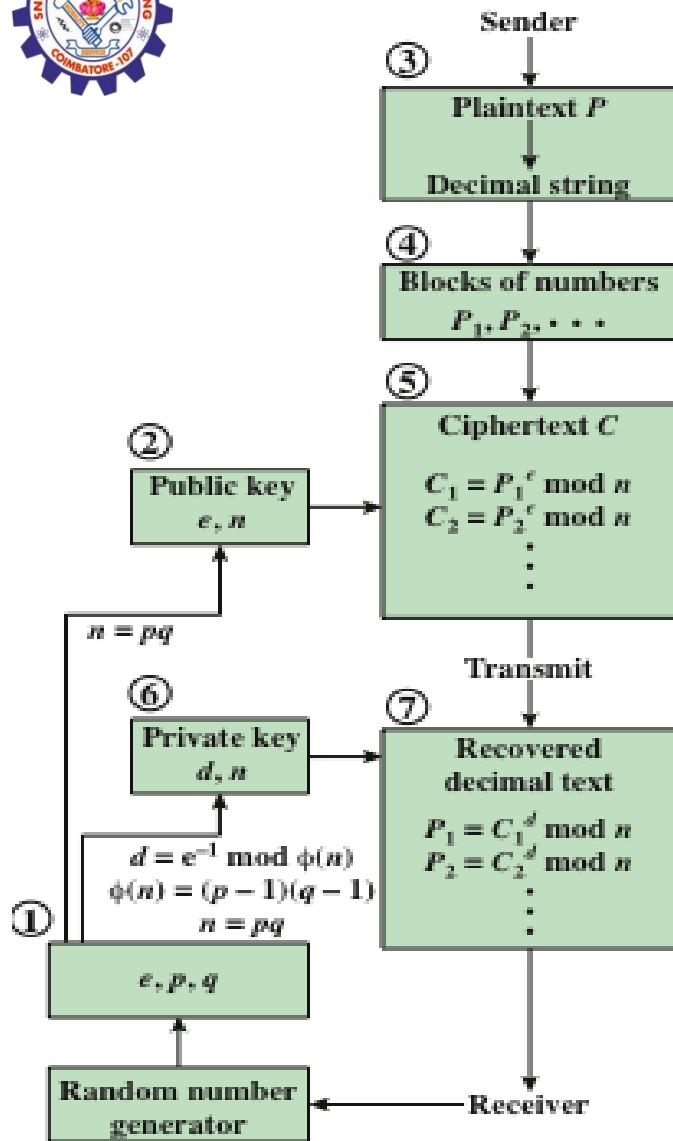 COIMBATORE-107
Sender
③
Plaintext P
Decimal string
④
Blocks of numbers
P₁, P₂, • • •
⑤
Ciphertext C
C₁ = P₁ᵉ mod n
C₂ = P₂ᵉ mod n
•
•
•
②
Public key
e, n
n = pq
Transmit
⑥
Private key
d, n
⑦
Recovered
decimal text
P₁ = C₁ᵈ mod n
P₂ = C₂ᵈ mod n
•
•
•
d = e⁻¹ mod ϕ(n)
ϕ(n) = (p − 1)(q − 1)
n = pq
①
e, p, q
Random number
generator
Receiver